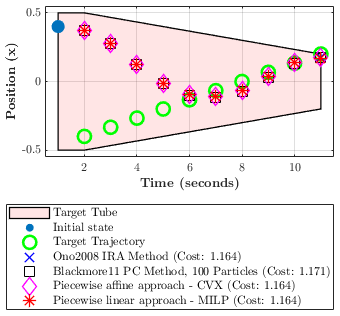 0.5
0
-0.5
Position (x)
2
4
6
8
10
Time (seconds)
Target Tube
Initial state
Target Trajectory
Ono2008 IRA Method (Cost: 1.164)
Blackmore11 PC Method, 100 Particles (Cost: 1.171)
Piecewise affine approach - CVX (Cost: 1.164)
Piecewise linear approach - MILP (Cost: 1.164)